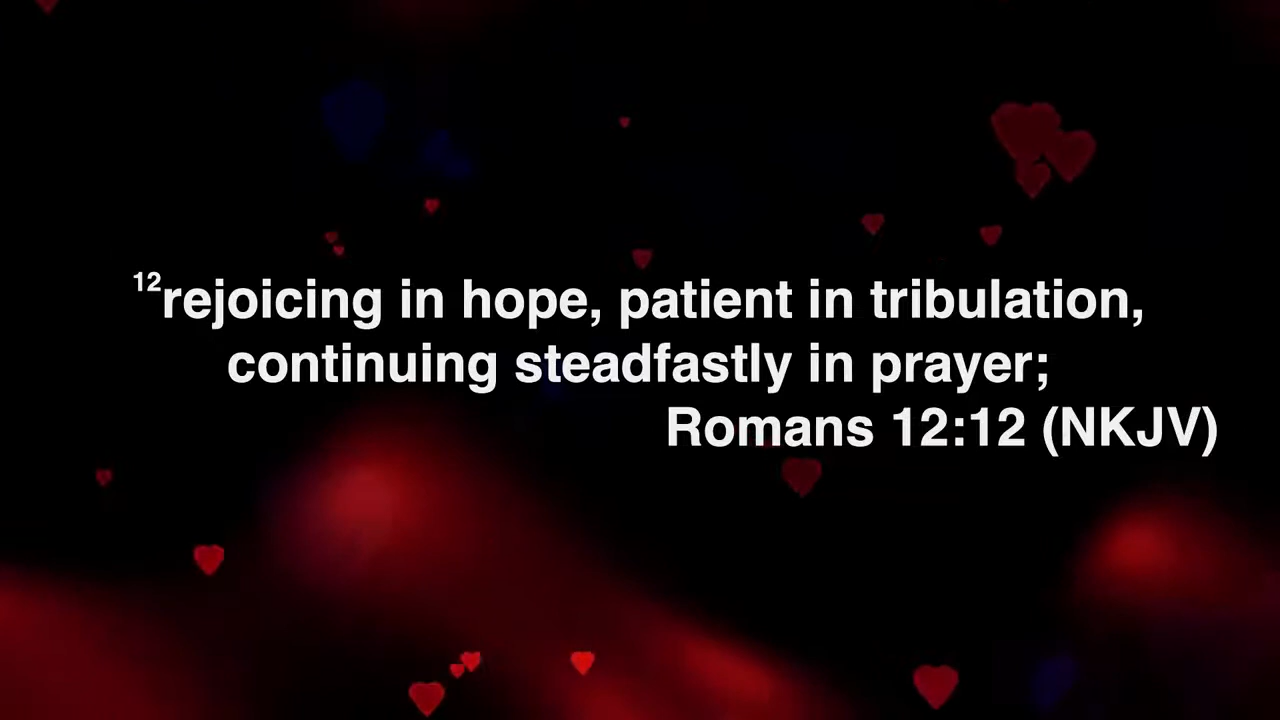 12rejoicing in hope, patient in tribulation,
continuing steadfastly in prayer;
Romans 12:12 (NKJV)